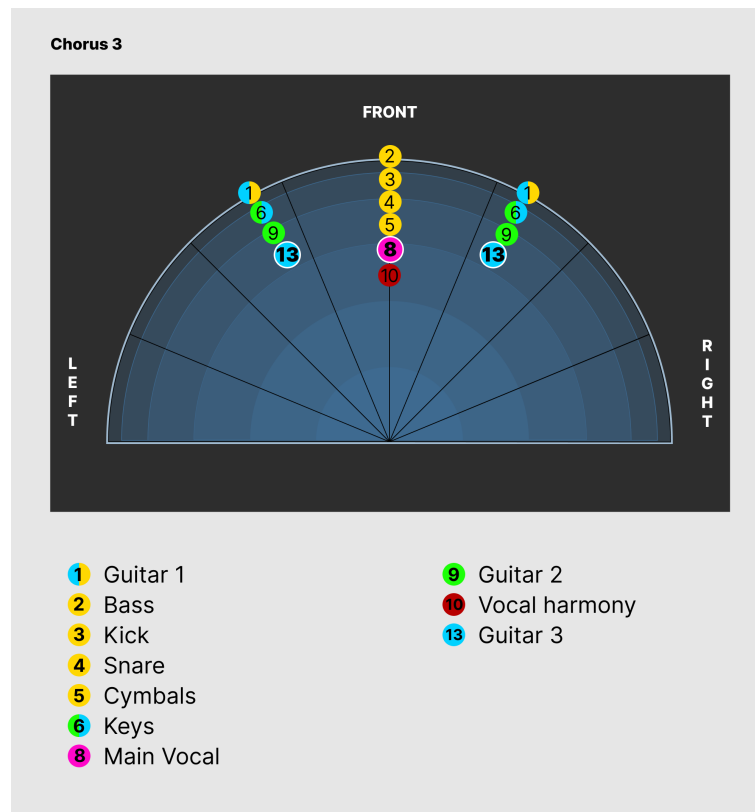 Chorus 3
FRONT
2
1 3 1
6 4 6
9 5 9
13 8 13
10
LEFT
RIGHT
1 Guitar 1
2 Bass
3 Kick
4 Snare
5 Cymbals
6 Keys
8 Main Vocal
9 Guitar 2
10 Vocal harmony
13 Guitar 3